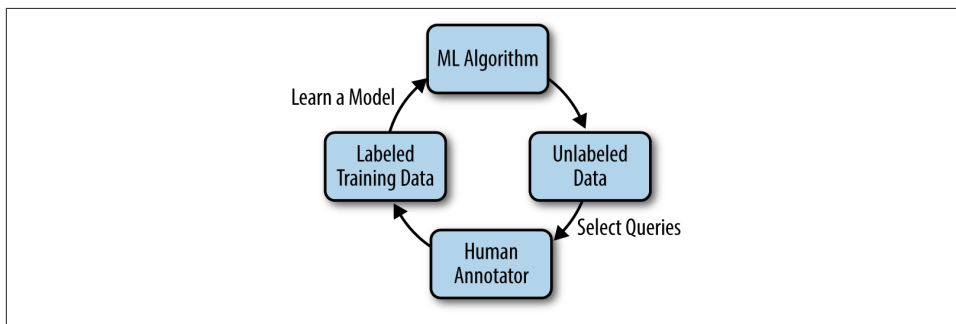 ML Algorithm
Learn a Model
Labeled
Training Data
Unlabeled
Data
Select Queries
Human
Annotator